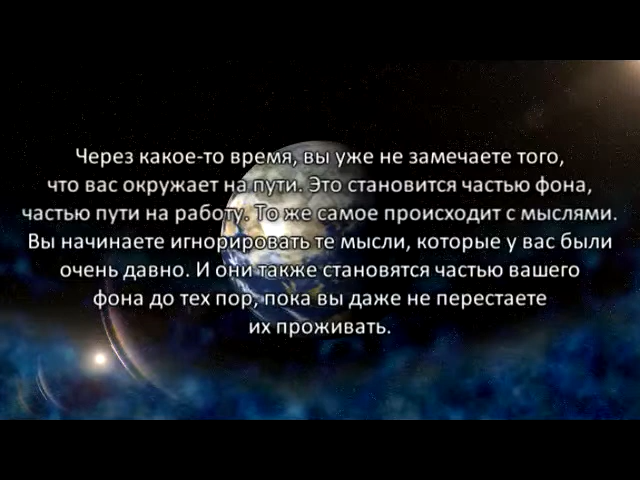 Через какое-то время, вы уже не замечаете того,
что вас окружает на пути. Это становится частью фона,
частью пути на работу. То же самое происходит с мыслями.
Вы начинаете игнорировать те мысли, которые у вас были
очень давно. И они также становятся частью вашего
фона до тех пор, пока вы даже не перестаете
их проживать.